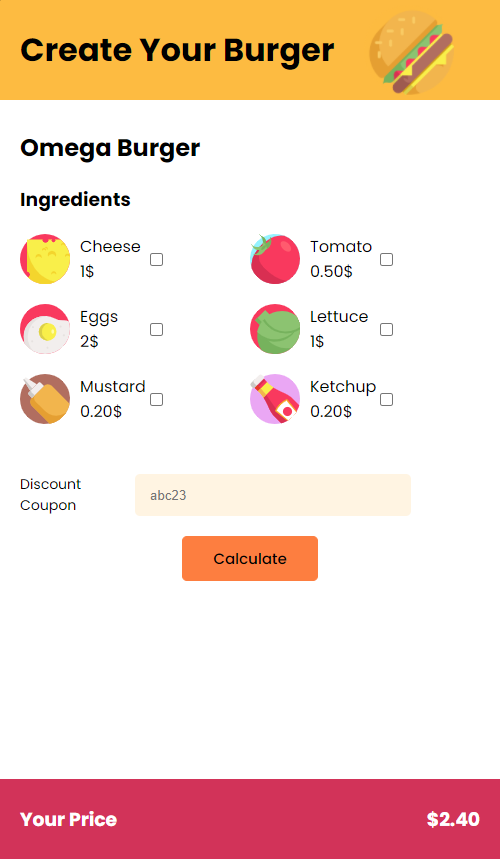 Create Your Burger
Omega Burger
Ingredients
Cheese
1$
Tomato
0.50$
Eggs
2$
Lettuce
1$
Mustard
0.20$
Ketchup
0.20$
Discount
Coupon
abc23
Calculate
Your Price $2.40